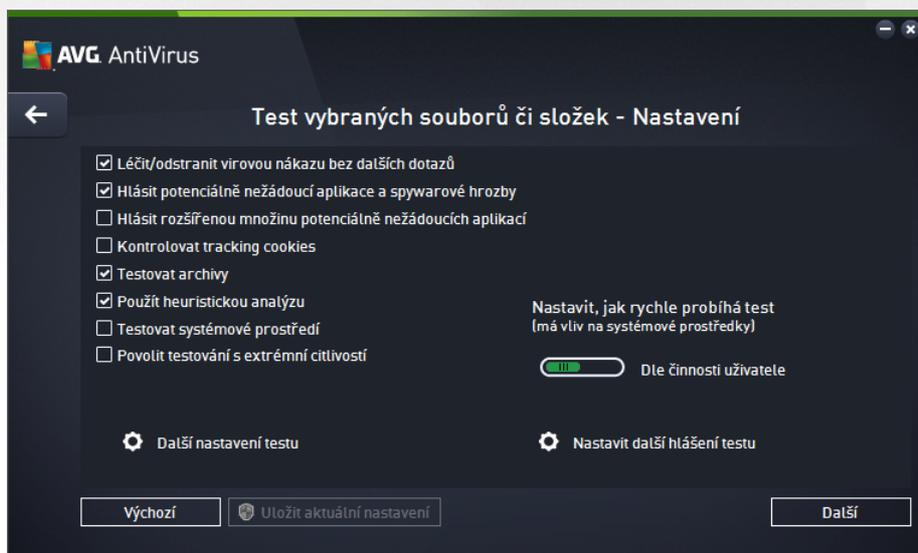 AVG. AntiVirus
Test vybraných souborů či složek - Nastavení
Léčit/odstranit virovou nákazu bez dalších dotazů
Hlásit potenciálně nežádoucí aplikace a spywarové hrozby
Hlásit rozšířenou množinu potenciálně nežádoucích aplikací
Kontrolovat tracking cookies
Testovat archivy
Použít heuristickou analýzu
Testovat systémové prostředí
Povolit testování s extrémní citlivostí
Nastavit, jak rychle probíhá test
(má vliv na systémové prostředky)
Dle činnosti uživatele
Další nastavení testu
Nastavit další hlášení testu
Výchozí
Uložit aktuální nastavení
Další